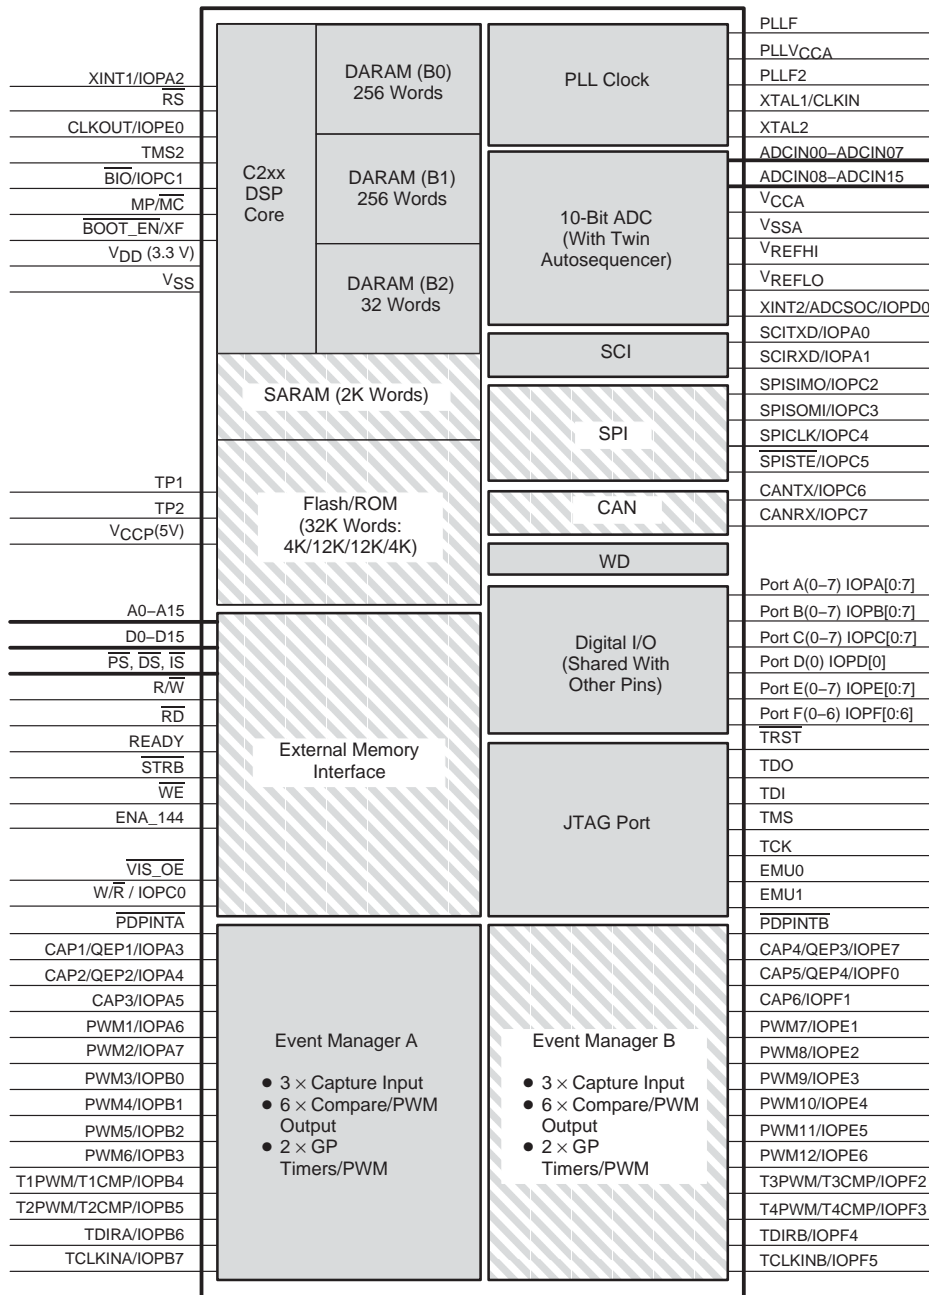 XINT1/IOPA2
RS
CLKOUT/IOPE0
TMS2
BIO/IOPC1
MP/MC
BOOT_EN/XF
VDD (3.3 V)
VSS
TP1
TP2
VCCP(5V)
A0–A15
D0–D15
PS, DS, IS
R/W
RD
READY
STRB
WE
ENA_144
VIS_OE
W/R / IOPC0
PDPINTA
CAP1/QEP1/IOPA3
CAP2/QEP2/IOPA4
CAP3/IOPA5
PWM1/IOPA6
PWM2/IOPA7
PWM3/IOPB0
PWM4/IOPB1
PWM5/IOPB2
PWM6/IOPB3
T1PWM/T1CMP/IOPB4
T2PWM/T2CMP/IOPB5
TDIRA/IOPB6
TCLKINA/IOPB7
C2xx
DSP
Core
DARAM (B0)
256 Words
DARAM (B1)
256 Words
DARAM (B2)
32 Words
SARAM (2K Words)
Flash/ROM
(32K Words:
4K/12K/12K/4K)
External Memory
Interface
Event Manager A
● 3 × Capture Input
● 6 × Compare/PWM
Output
● 2 × GP
Timers/PWM
PLL Clock
10-Bit ADC
(With Twin
Autosequencer)
SCI
SPI
CAN
WD
Digital I/O
(Shared With
Other Pins)
JTAG Port
Event Manager B
● 3 × Capture Input
● 6 × Compare/PWM
Output
● 2 × GP
Timers/PWM
PLLF
PLLVCCA
PLLF2
XTAL1/CLKIN
XTAL2
ADCIN00–ADCIN07
ADCIN08–ADCIN15
VCCA
VSSA
VREFHI
VREFLO
XINT2/ADCSOC/IOPD0
SCITXD/IOPA0
SCIRXD/IOPA1
SPISIMO/IOPC2
SPISOMI/IOPC3
SPICLK/IOPC4
SPISTE/IOPC5
CANTX/IOPC6
CANRX/IOPC7
Port A(0–7) IOPA[0:7]
Port B(0–7) IOPB[0:7]
Port C(0–7) IOPC[0:7]
Port D(0) IOPD[0]
Port E(0–7) IOPE[0:7]
Port F(0–6) IOPF[0:6]
TRST
TDO
TDI
TMS
TCK
EMU0
EMU1
PDPINTB
CAP4/QEP3/IOPE7
CAP5/QEP4/IOPF0
CAP6/IOPF1
PWM7/IOPE1
PWM8/IOPE2
PWM9/IOPE3
PWM10/IOPE4
PWM11/IOPE5
PWM12/IOPE6
T3PWM/T3CMP/IOPF2
T4PWM/T4CMP/IOPF3
TDIRB/IOPF4
TCLKINB/IOPF5